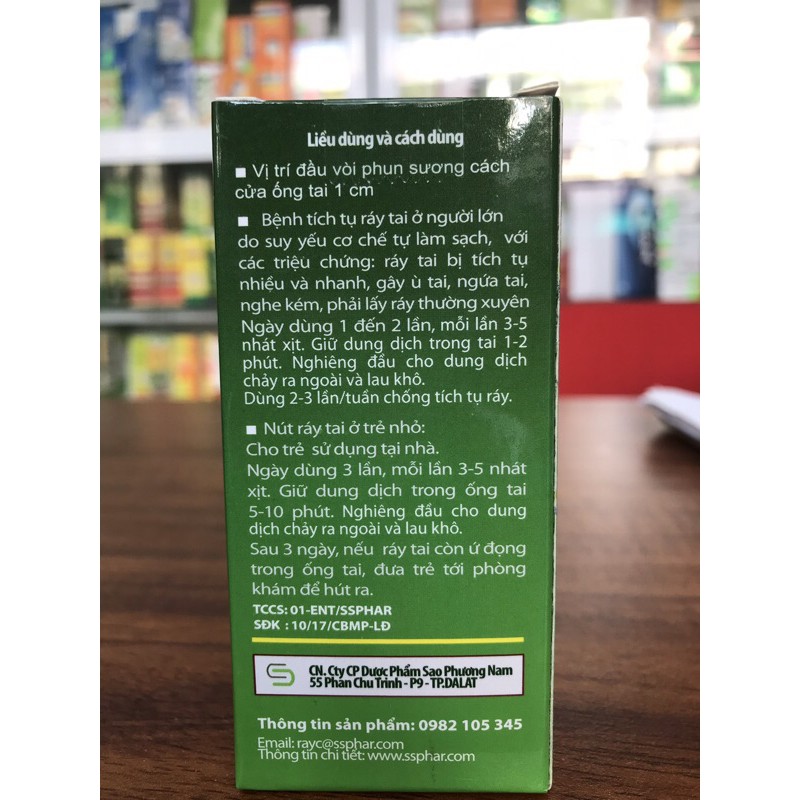 Liều dùng và cách dùng
■ Vị trí đầu vòi phun sương cách
cửa ống tai 1 cm
■ Bệnh tích tụ ráy tai ở người lớn
do suy yếu cơ chế tự làm sạch, với
các triệu chứng: ráy tai bị tích tụ
nhiều và nhanh, gây ù tai, ngứa tai,
nghe kém, phải lấy ráy thường xuyên
Ngày dùng 1 đến 2 lần, mỗi lần 3-5
nhát xịt. Giữ dung dịch trong tai 1-2
phút. Nghiêng đầu cho dung dịch
chảy ra ngoài và lau khô.
Dùng 2-3 lần/tuần chống tích tụ ráy.
■ Nút ráy tai ở trẻ nhỏ:
Cho trẻ sử dụng tại nhà.
Ngày dùng 3 lần, mỗi lần 3-5 nhát
xịt. Giữ dung dịch trong ống tai
5-10 phút. Nghiêng đầu cho dung
dịch chảy ra ngoài và lau khô.
Sau 3 ngày, nếu ráy tai còn ứ đọng
trong ống tai, đưa trẻ tới phòng
khám để hút ra.
TCCS: 01-ENT/SSPHAR
SĐK : 10/17/CBMP-LĐ
CN. Cty CP Dược Phẩm Sao Phương Nam
55 Phan Chu Trinh - P9 - TP.DALAT
Thông tin sản phẩm: 0982 105 345
Email: rayc@ssphar.com
Thông tin chi tiết: www.ssphar.com